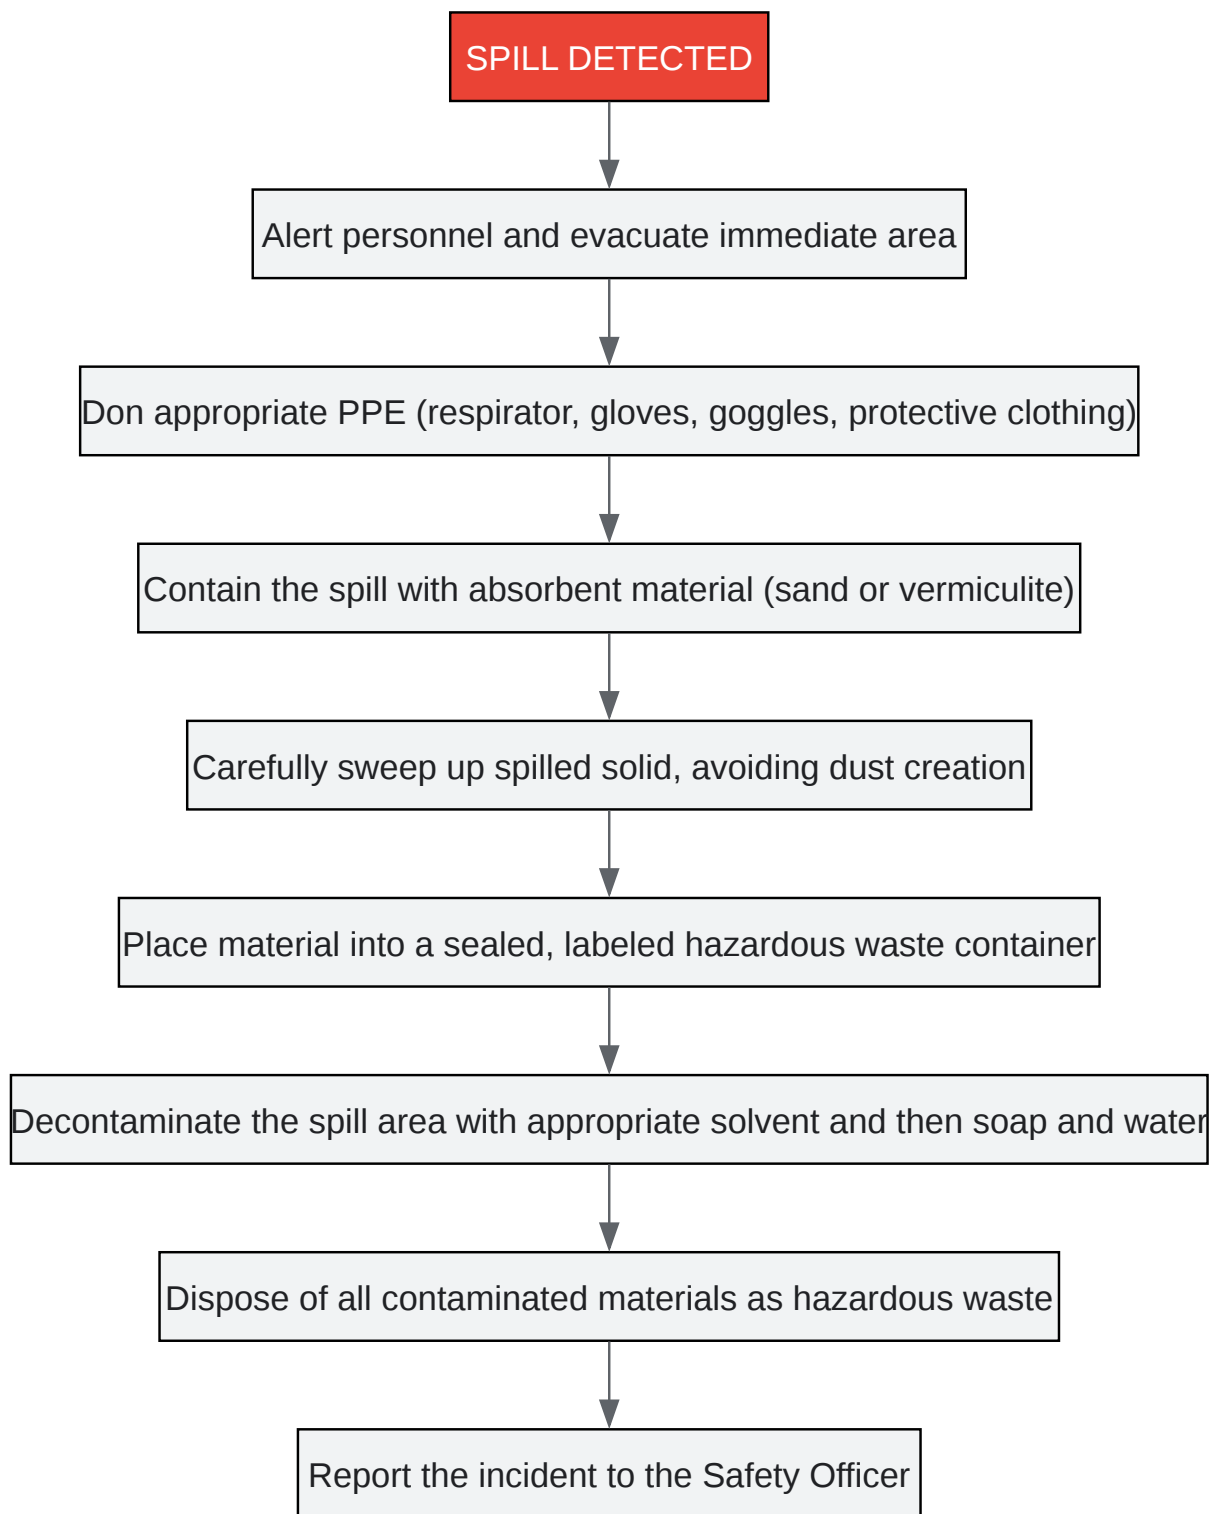 SPILL DETECTED
Alert personnel and evacuate immediate area
Don appropriate PPE (respirator, gloves, goggles, protective clothing)
Contain the spill with absorbent material (sand or vermiculite)
Carefully sweep up spilled solid, avoiding dust creation
Place material into a sealed, labeled hazardous waste container
Decontaminate the spill area with appropriate solvent and then soap and water
Dispose of all contaminated materials as hazardous waste
Report the incident to the Safety Officer